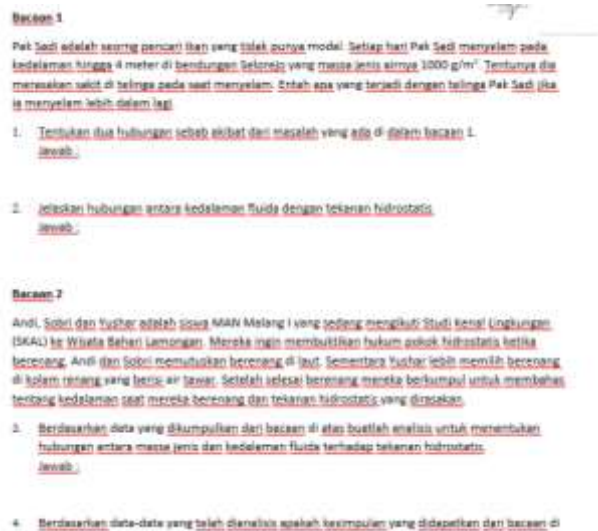 Bacaan 1
Pak Sadi adalah seorng pencari ikan yang tidak punya modal. Setiap hari Pak Sadi menyelam pada
kedalaman hingga 4 meter di bendungan Selorejo yang massa jenis airnya 1000 g/m³. Tentunya dia
merasakan sakit di telinga pada saat menyelam. Entah apa yang terjadi dengan telinga Pak Sadi jika
ia menyelam lebih dalam lagi
1. Tentukan dua hubungan sebab akibat dari masalah yang ada di dalam bacaan 1.
Jawab :
2. Jelaskan hubungan antara kedalaman fluida dengan tekanan hidrostatis
Jawab :
Bacaan 2
Andi, Sobri dan Yushar adalah siswa MAN Malang I yang sedang mengikuti Studi Kenal Lingkungan
(SKAL) ke Wisata Bahari Lamongan. Mereka ingin membuktikan hukum pokok hidrostatis ketika
berenang. Andi dan Sobri memutuskan berenang di laut. Sementara Yushar lebih memilih berenang
di kolam renang yang berisi air tawar. Setelah selesai berenang mereka berkumpul untuk membahas
tentang kedalaman saat mereka berenang dan tekanan hidrostatis yang dirasakan.
3. Berdasarkan data yang dikumpulkan dari bacaan di atas buatlah analisis untuk menentukan
hubungan antara massa jenis dan kedalaman fluida terhadap tekanan hidrostatis.
Jawab :
4. Berdasarkan data-data yang telah dianalisis apakah kesimpulan yang didapatkan dari bacaan di